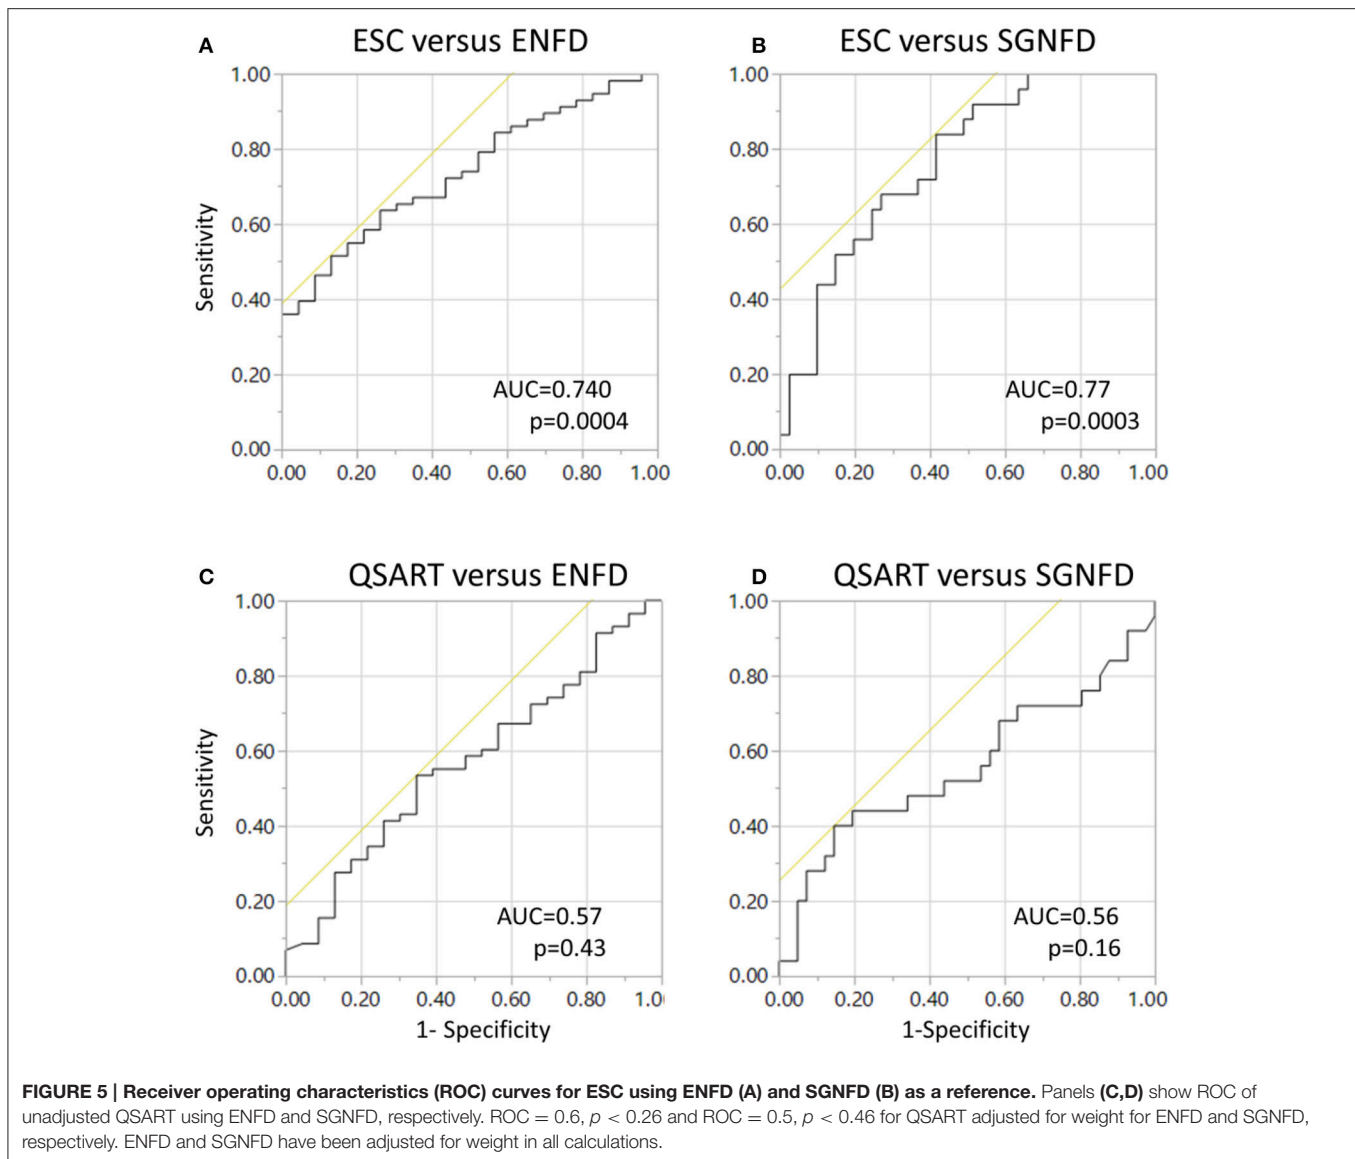 A
ESC versus ENFD
1.00
0.80
0.60
0.40
0.20
0.00
Sensitivity
AUC=0.740
p=0.0004
0.00 0.20 0.40 0.60 0.80 1.00
B
ESC versus SGNFD
1.00
0.80
0.60
0.40
0.20
0.00
AUC=0.77
p=0.0003
0.00 0.20 0.40 0.60 0.80 1.00
C
QSART versus ENFD
1.00
0.80
0.60
0.40
0.20
0.00
Sensitivity
AUC=0.57
p=0.43
0.00 0.20 0.40 0.60 0.80 1.0
1- Specificity
D
QSART versus SGNFD
1.00
0.80
0.60
0.40
0.20
0.00
AUC=0.56
p=0.16
0.00 0.20 0.40 0.60 0.80 1.00
1-Specificity
FIGURE 5 | Receiver operating characteristics (ROC) curves for ESC using ENFD (A) and SGNFD (B) as a reference. Panels (C,D) show ROC of
unadjusted QSART using ENFD and SGNFD, respectively. ROC = 0.6, p < 0.26 and ROC = 0.5, p < 0.46 for QSART adjusted for weight for ENFD and SGNFD,
respectively. ENFD and SGNFD have been adjusted for weight in all calculations.